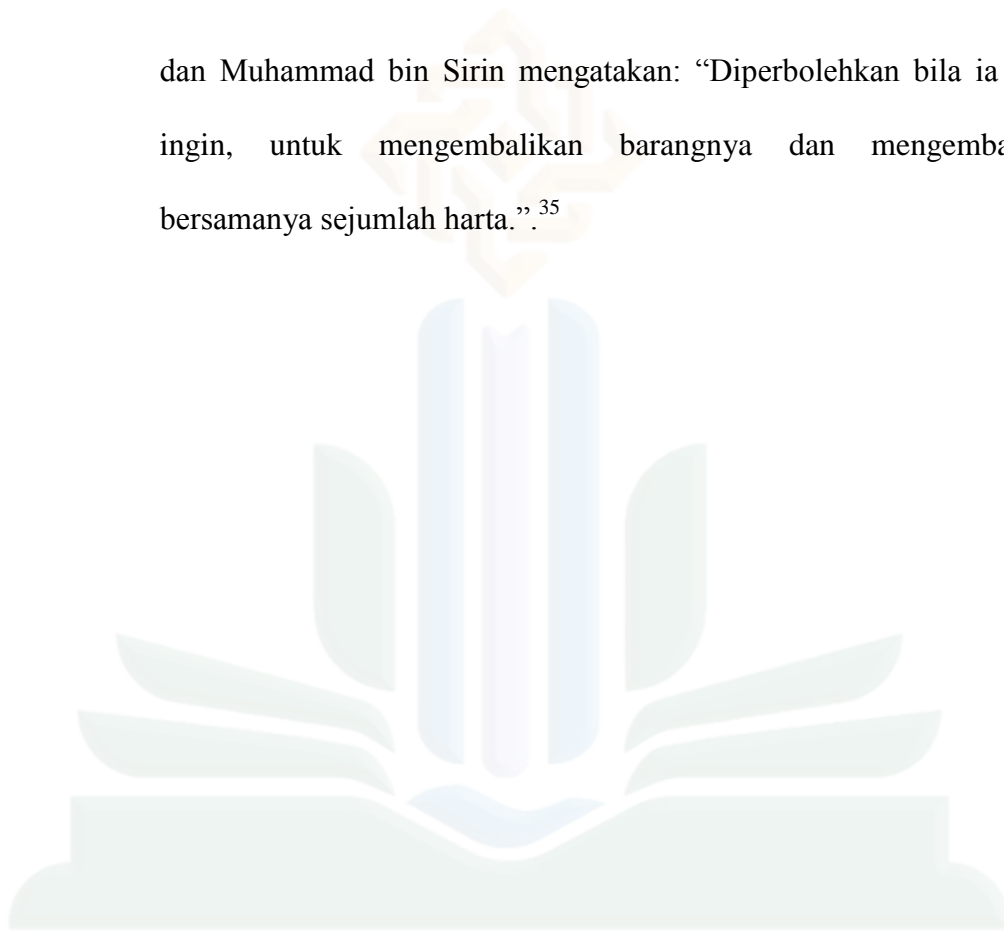 dan Muhammad bin Sirin mengatakan: “Diperbolehkan bila ia
ingin, untuk mengembalikan barangnya dan
bersamanya sejumlah harta.”.35